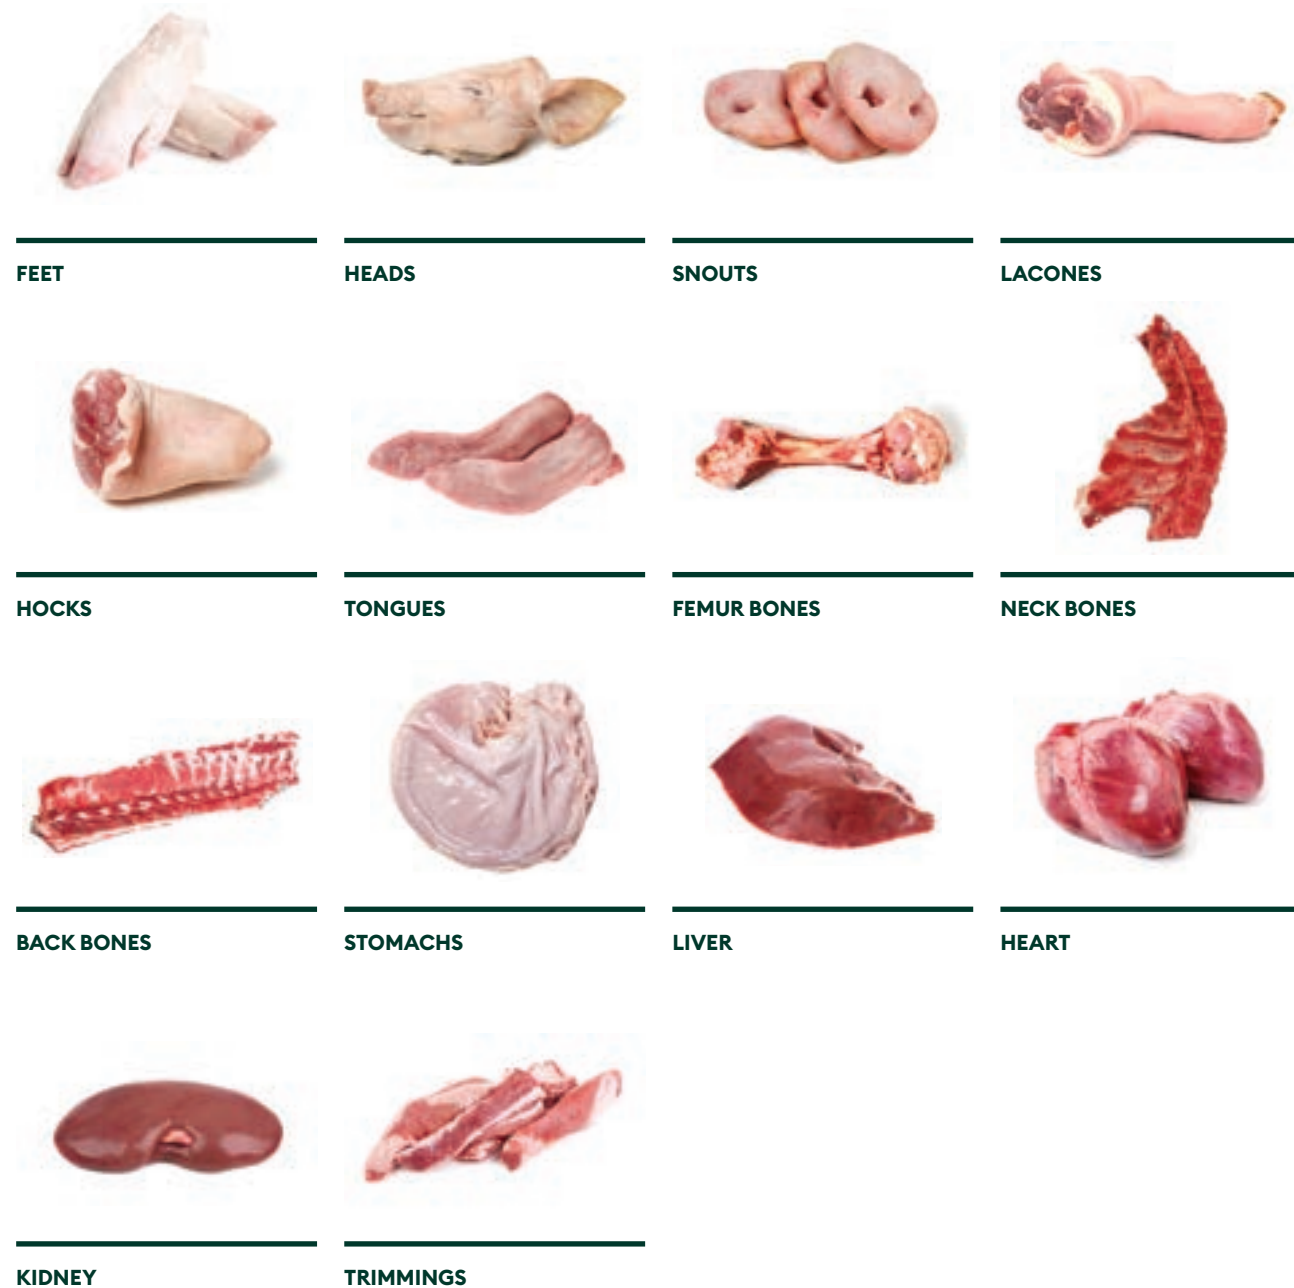 FEET
HEADS
SNOUTS
LACONES
HOCKS
TONGUES
FEMUR BONES
NECK BONES
BACK BONES
STOMACHS
LIVER
HEART
KIDNEY
TRIMMINGS